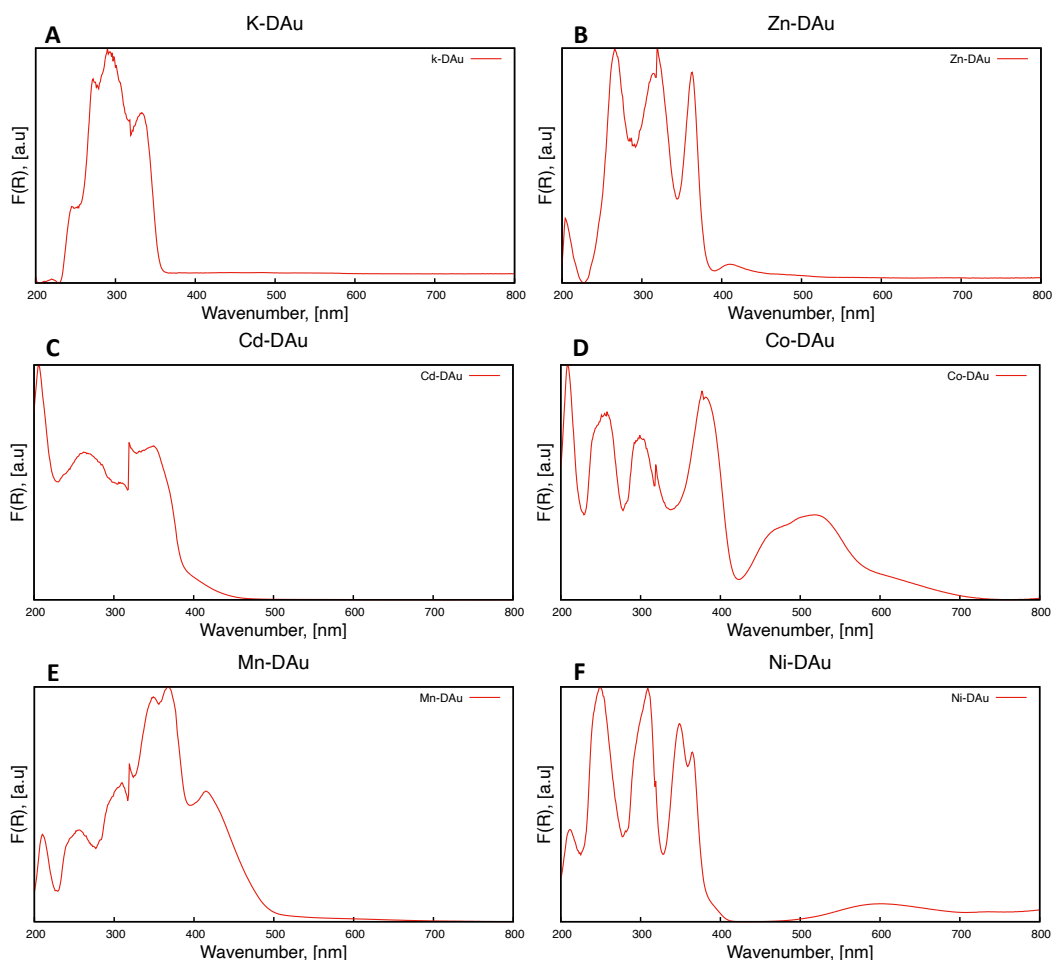 A K-DAu
k-DAu
F(R), [a.u]
200 300 400 500 600 700 800
Wavenumber, [nm]
B Zn-DAu
Zn-DAu
F(R), [a.u]
200 300 400 500 600 700 800
Wavenumber, [nm]
C Cd-DAu
Cd-DAu
F(R), [a.u]
200 300 400 500 600 700 800
Wavenumber, [nm]
D Co-DAu
Co-DAu
F(R), [a.u]
200 300 400 500 600 700 800
Wavenumber, [nm]
E Mn-DAu
Mn-DAu
F(R), [a.u]
200 300 400 500 600 700 800
Wavenumber, [nm]
F Ni-DAu
Ni-DAu
F(R), [a.u]
200 300 400 500 600 700 800
Wavenumber, [nm]